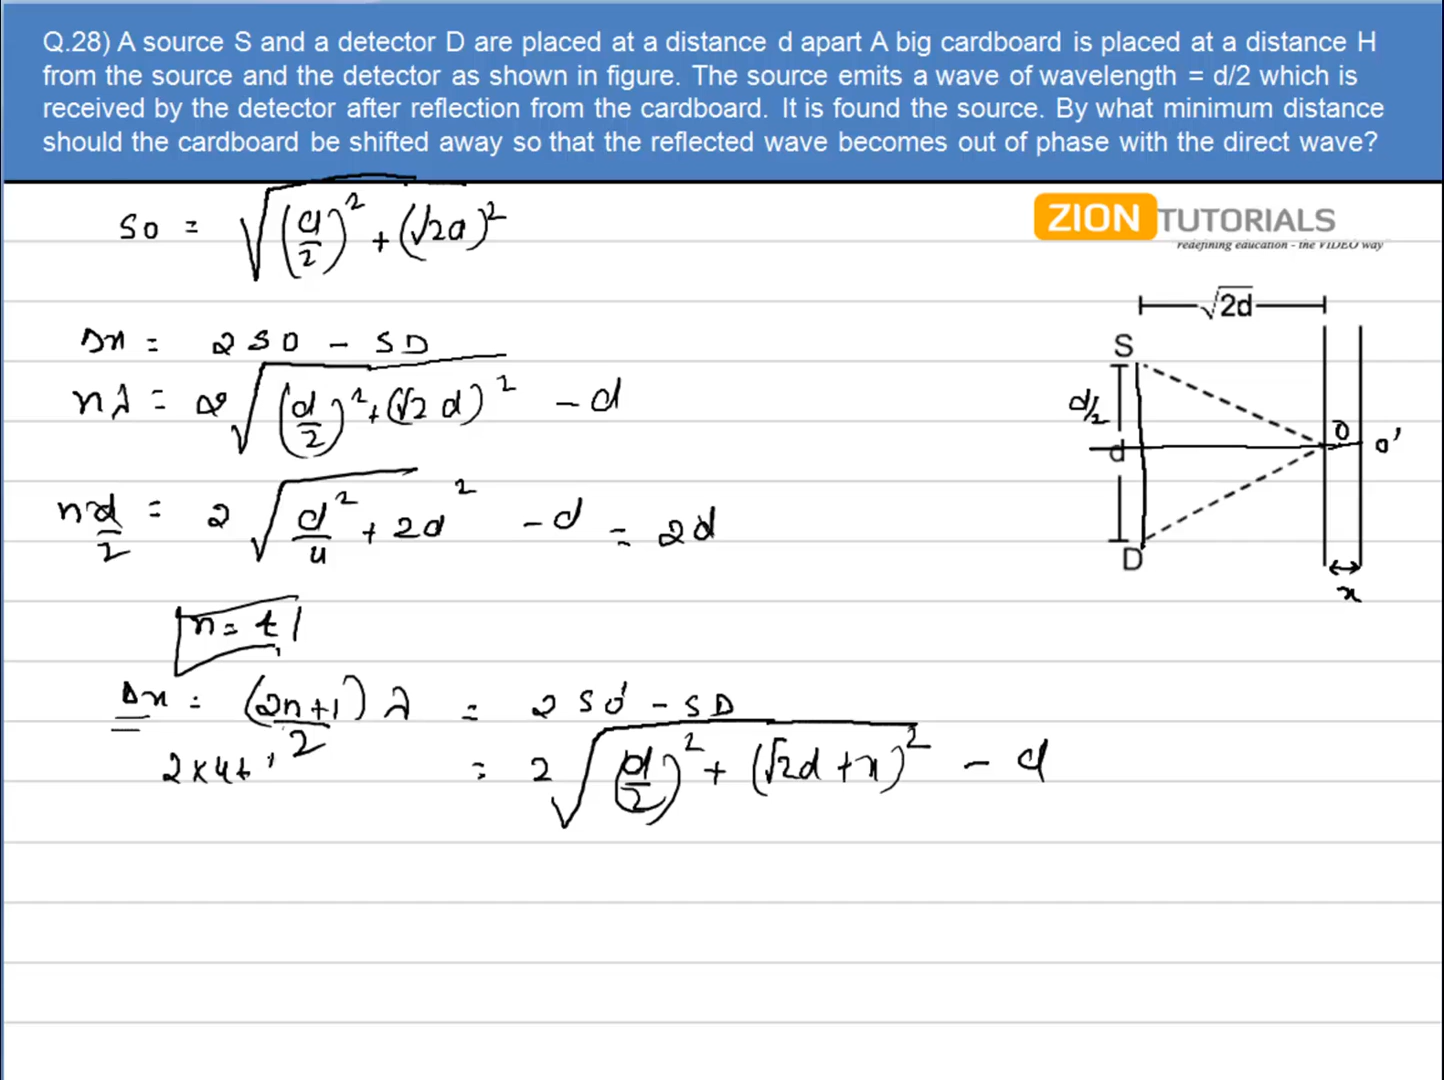 Q.28) A source S and a detector D are placed at a distance d apart A big cardboard is placed at a distance H
from the source and the detector as shown in figure. The source emits a wave of wavelength = d/2 which is
received by the detector after reflection from the cardboard. It is found the source. By what minimum distance
should the cardboard be shifted away so that the reflected wave becomes out of phase with the direct wave?
ZION TUTORIALS
redefining education - the VIDEO way
SO = √((d/2)² + (√2d)²)
Δx = 2SO - SD
nλ = 2√((d/2)² + (√2d)²) - d
nd/2 = 2√(d²/4 + 2d²) - d = 2d
n = 4
Δx = (2n+1)/2 λ = 2SO' - SD
2×4+ = 2√((d/2)² + (√2d+x)²) - d
√2d
S
d/2
d
O
O'
D
x